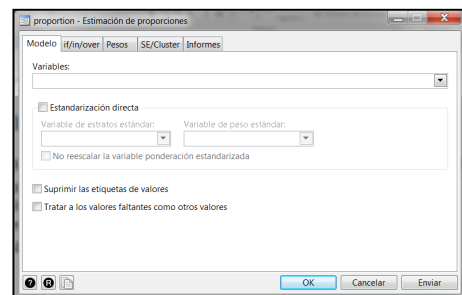 proportion - Estimación de proporciones
Modelo if/in/over Pesos SE/Cluster Informes
Variables:
Estandarización directa
Variable de estratos estándar: Variable de peso estándar:
No reescalar la variable ponderación estandarizada
Suprimir las etiquetas de valores
Tratar a los valores faltantes como otros valores
? R OK Cancelar Enviar